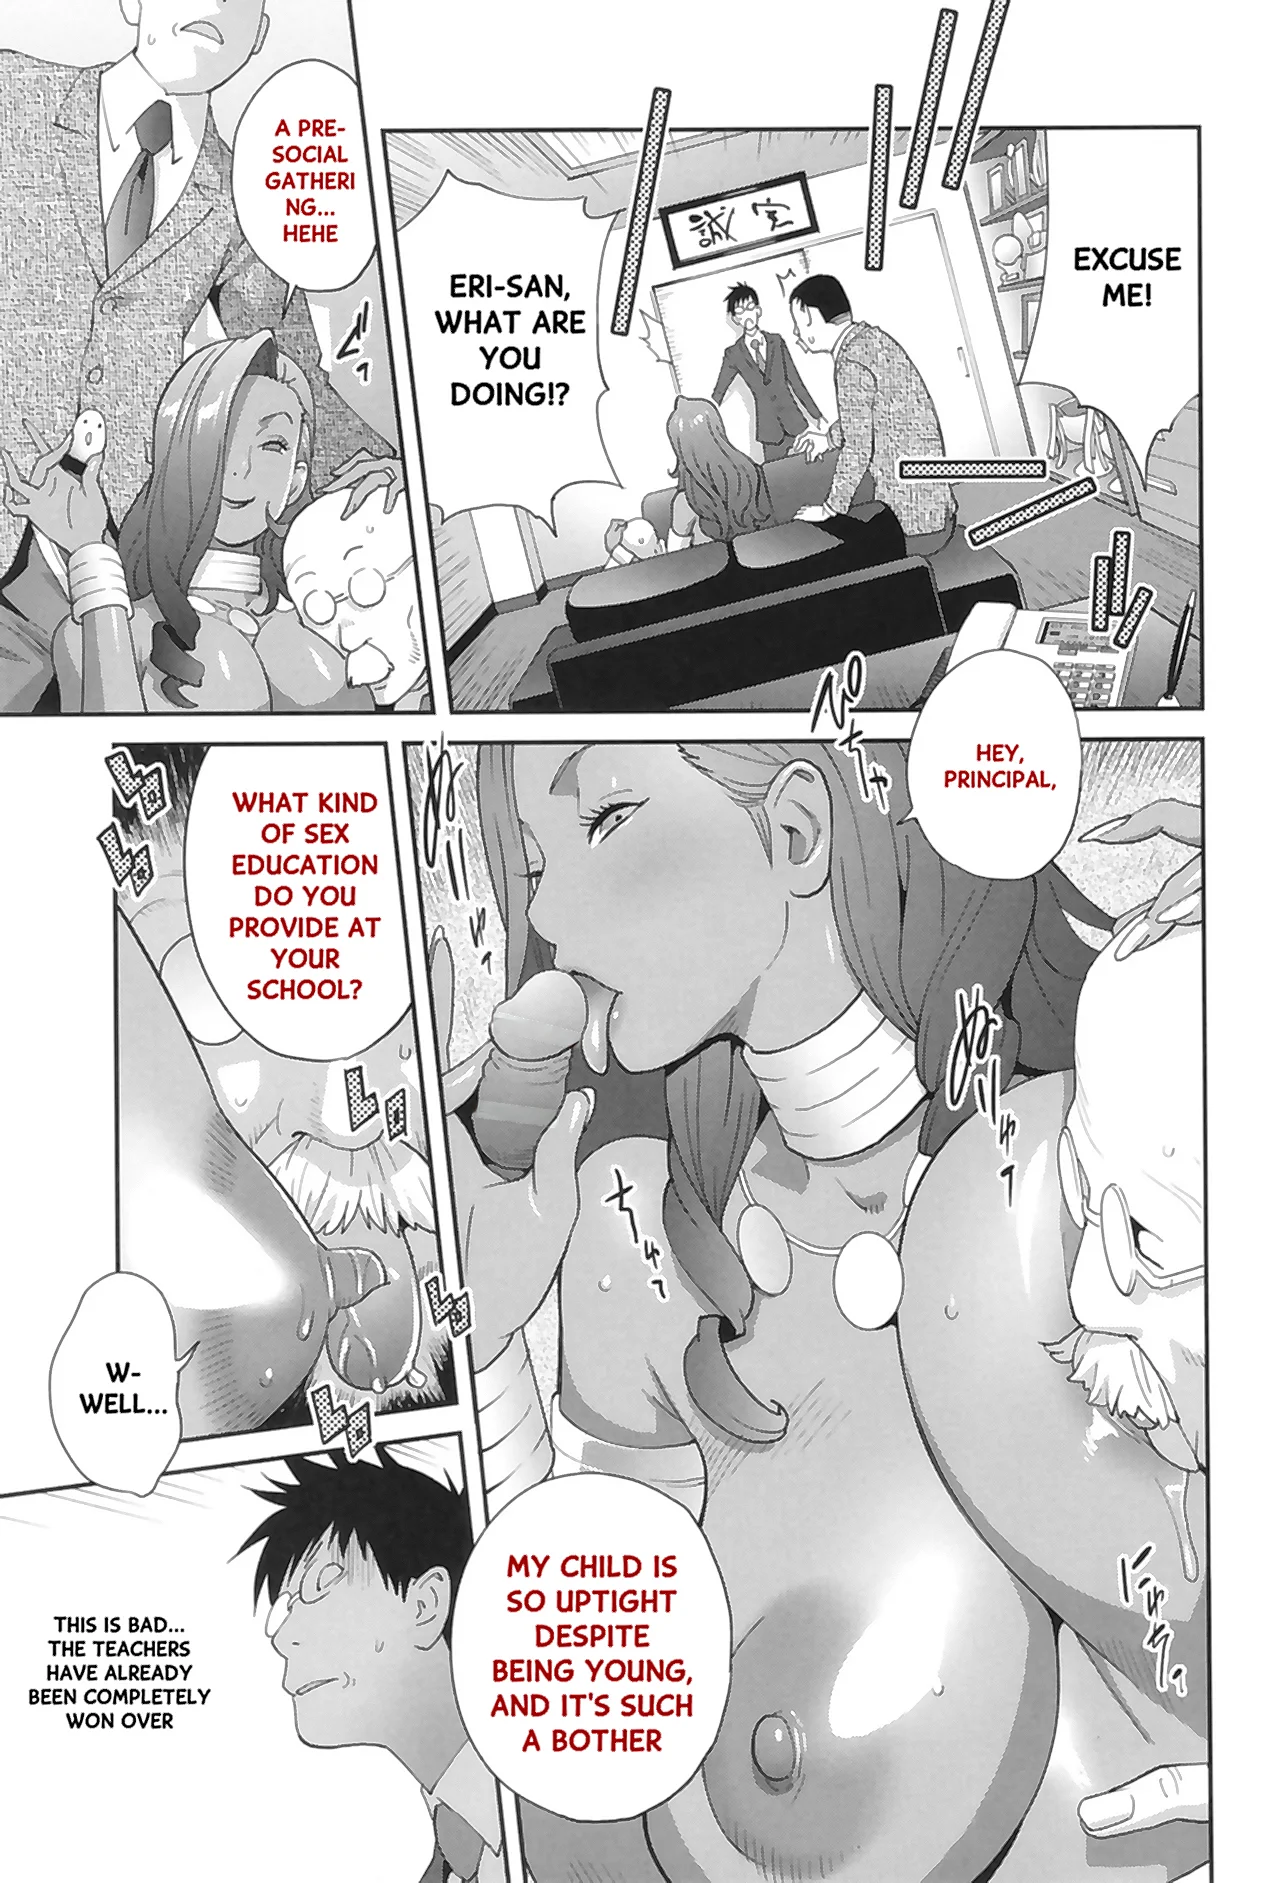 EXCUSE
ME!
誠実
ERI-SAN,
WHAT ARE
YOU
DOING!?
A PRE-
SOCIAL
GATHERI
NG...
HEHE
HEY,
PRINCIPAL,
MY CHILD IS
SO UPTIGHT
DESPITE
BEING YOUNG,
AND IT'S SUCH
A BOTHER
WHAT KIND
OF SEX
EDUCATION
DO YOU
PROVIDE AT
YOUR
SCHOOL?
W-
WELL...
THIS IS BAD...
THE TEACHERS
HAVE ALREADY
BEEN COMPLETELY
WON OVER